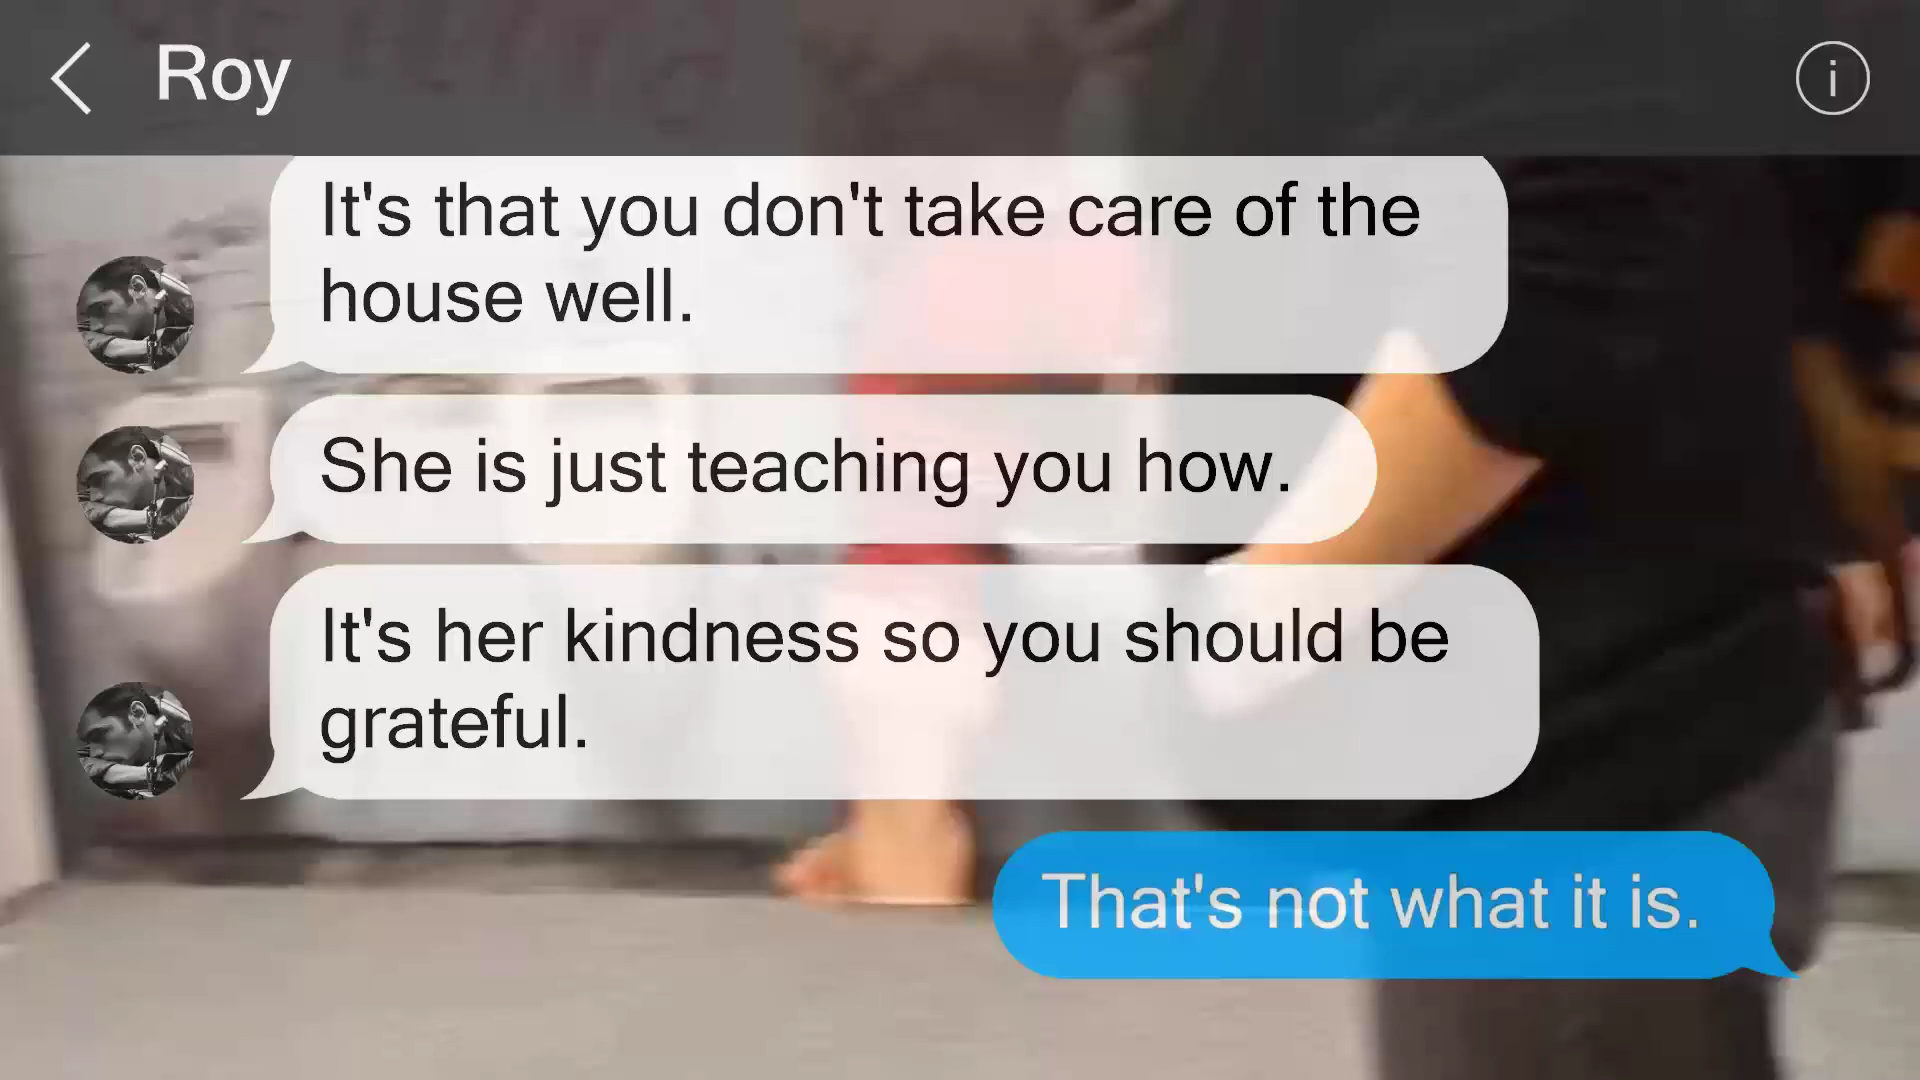 Roy
It's that you don't take care of the
house well.
She is just teaching you how.
It's her kindness so you should be
grateful.
That's not what it is.